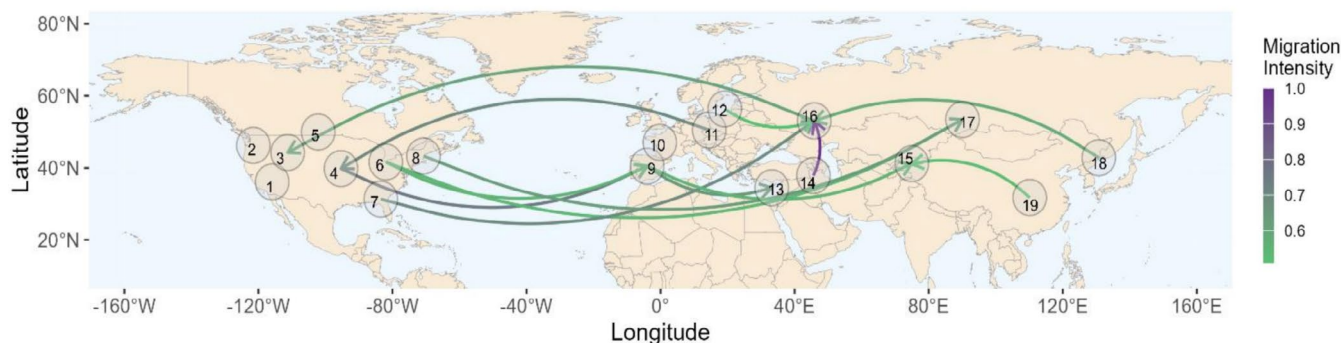 80°N
60°N
40°N
20°N
Latitude
1
2
3
4
5
6
7
8
9
10
11
12
13
14
15
16
17
18
19
-160°W
-120°W
-80°W
-40°W
0
40°E
80°E
120°E
160°E
Longitude
Migration
Intensity
1.0
0.9
0.8
0.7
0.6